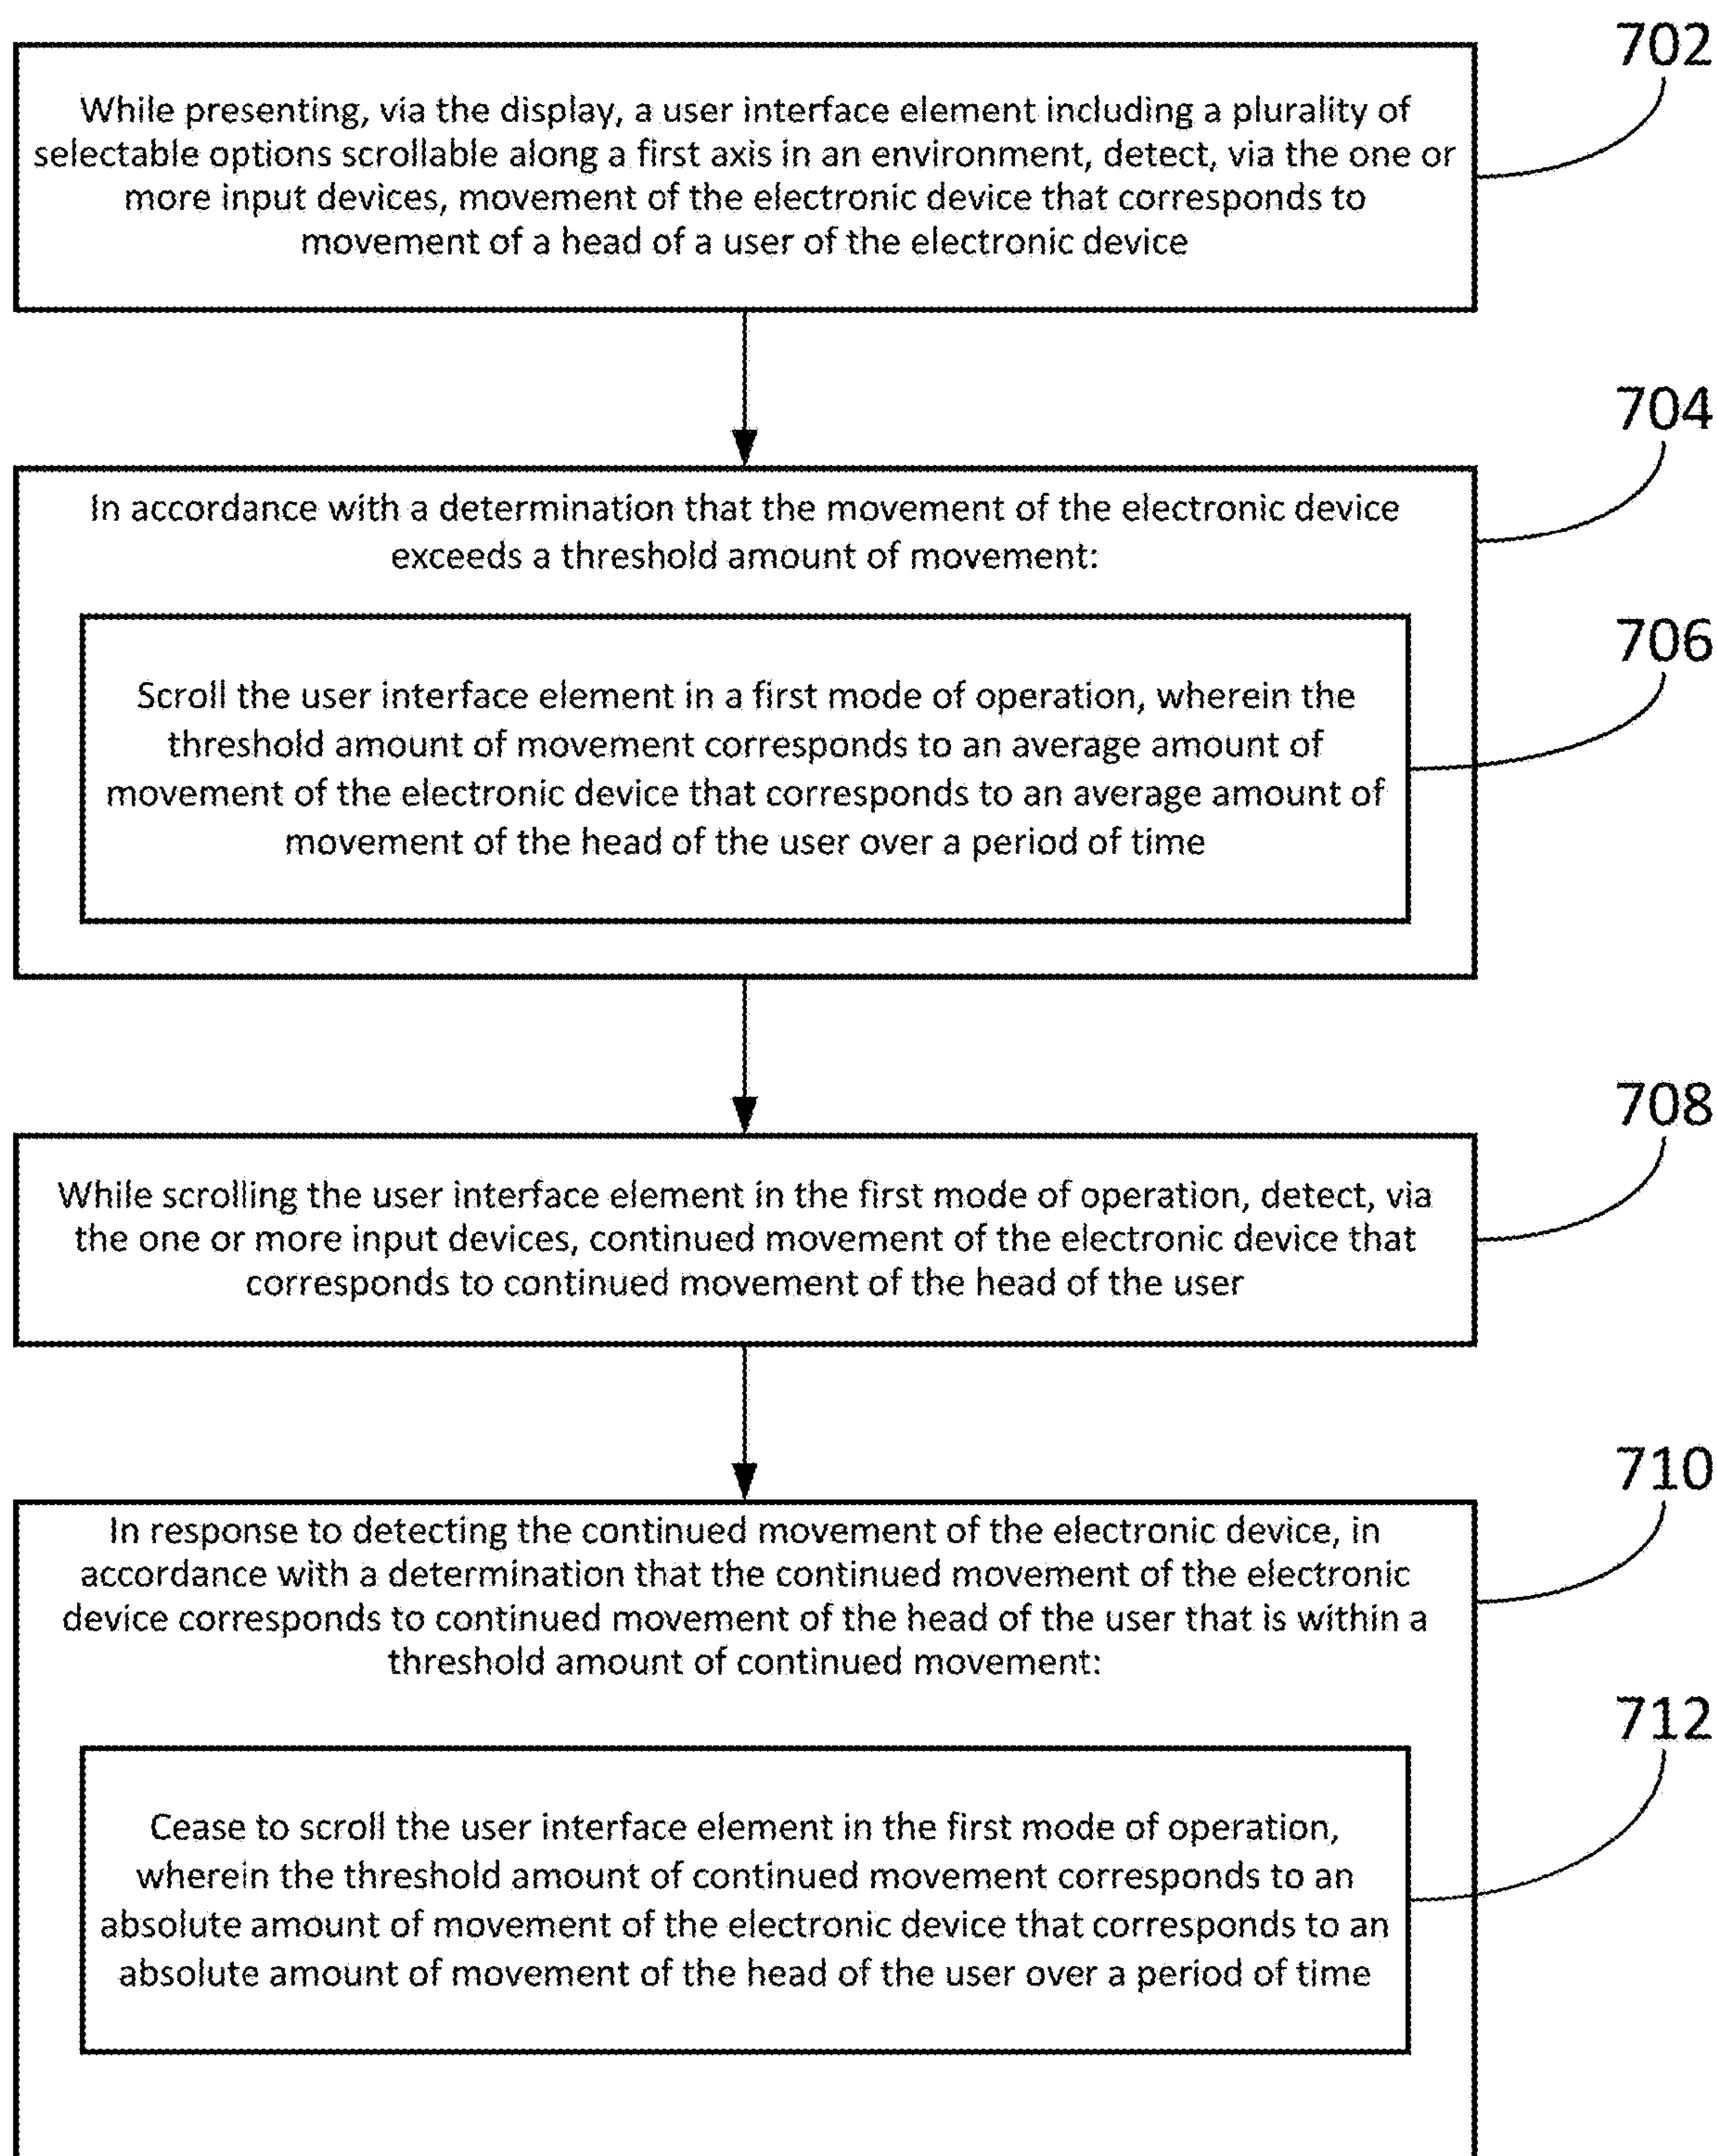 702
While presenting, via the display, a user interface element including a plurality of
selectable options scrollable along a first axis in an environment, detect, via the one or
more input devices, movement of the electronic device that corresponds to
movement of a head of a user of the electronic device
704
In accordance with a determination that the movement of the electronic device
exceeds a threshold amount of movement:
706
Scroll the user interface element in a first mode of operation, wherein the
threshold amount of movement corresponds to an average amount of
movement of the electronic device that corresponds to an average amount of
movement of the head of the user over a period of time
708
While scrolling the user interface element in the first mode of operation, detect, via
the one or more input devices, continued movement of the electronic device that
corresponds to continued movement of the head of the user
710
In response to detecting the continued movement of the electronic device, in
accordance with a determination that the continued movement of the electronic
device corresponds to continued movement of the head of the user that is within a
threshold amount of continued movement:
712
Cease to scroll the user interface element in the first mode of operation,
wherein the threshold amount of continued movement corresponds to an
absolute amount of movement of the electronic device that corresponds to an
absolute amount of movement of the head of the user over a period of time